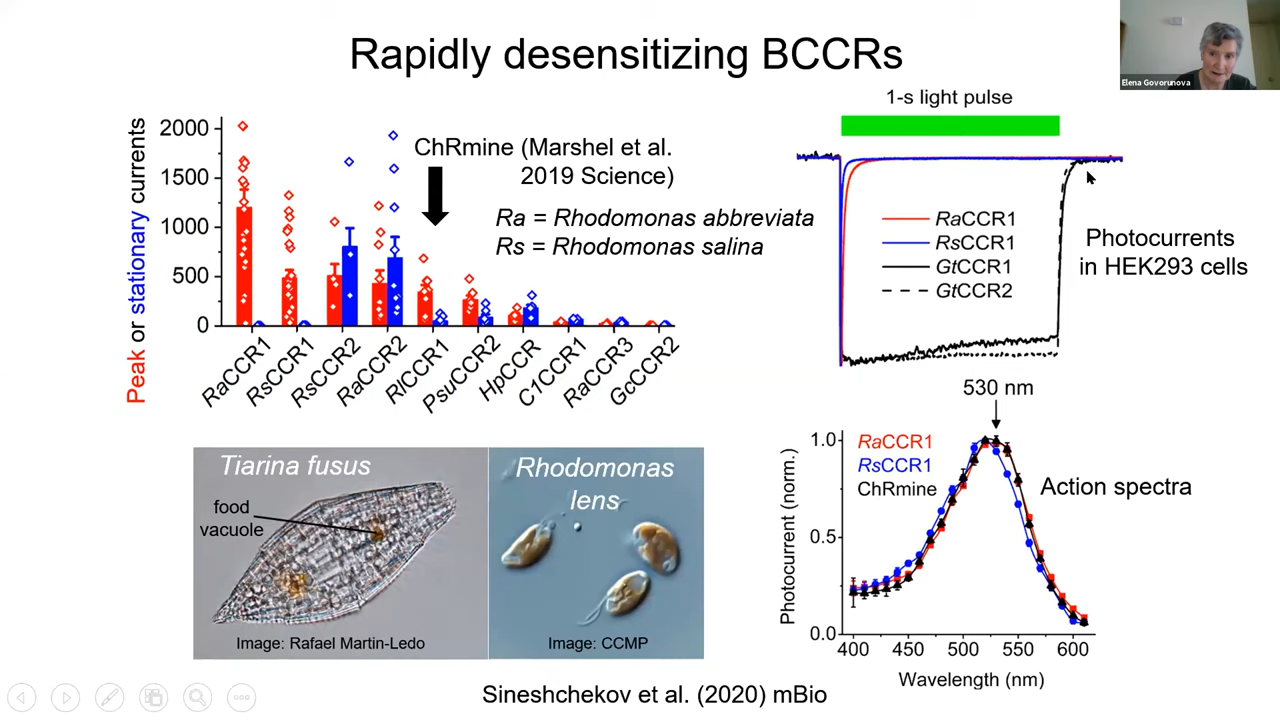 Rapidly desensitizing BCCRs
Elena Govorunova
Peak or stationary currents
2000
1500
1000
500
0
RaCCR1
RsCCR1
RsCCR2
RaCCR2
RlCCR1
PsuCCR2
HpCCR
C1CCR1
RaCCR3
GcCCR2
ChRmine (Marshel et al.
2019 Science)
Ra = Rhodomonas abbreviata
Rs = Rhodomonas salina
1-s light pulse
RaCCR1
RsCCR1
GtCCR1
GtCCR2
Photocurrents
in HEK293 cells
Tiarina fusus
food
vacuole
Image: Rafael Martin-Ledo
Rhodomonas
lens
Image: CCMP
530 nm
Photocurrent (norm.)
1.0
0.5
0.0
RaCCR1
RsCCR1
ChRmine
Action spectra
400
450
500
550
600
Wavelength (nm)
Sineshchekov et al. (2020) mBio